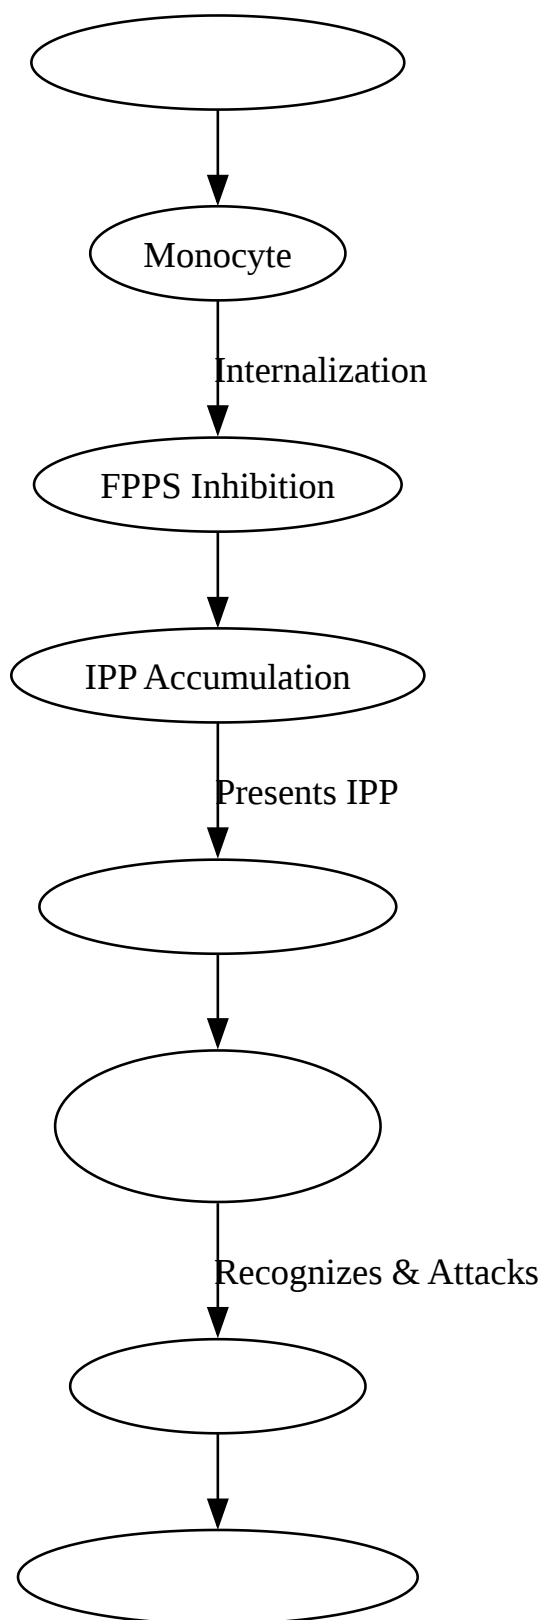 Monocyte
Internalization
FPPS Inhibition
IPP Accumulation
Presents IPP
Recognizes & Attacks